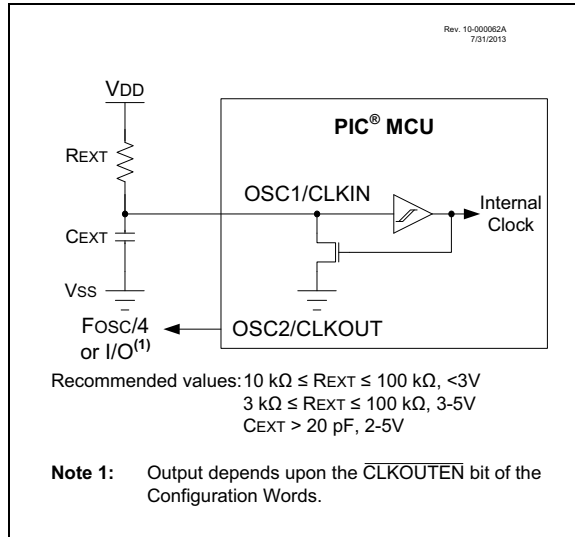 Rev. 10-000062A
7/31/2013
VDD
PIC® MCU
REXT
OSC1/CLKIN
Internal
Clock
CEXT
VSS
FOSC/4
or I/O(1)
OSC2/CLKOUT
Recommended values: 10 kΩ ≤ REXT ≤ 100 kΩ, <3V
3 kΩ ≤ REXT ≤ 100 kΩ, 3-5V
CEXT > 20 pF, 2-5V
Note 1: Output depends upon the C̅L̅K̅O̅U̅T̅E̅N̅ bit of the
Configuration Words.